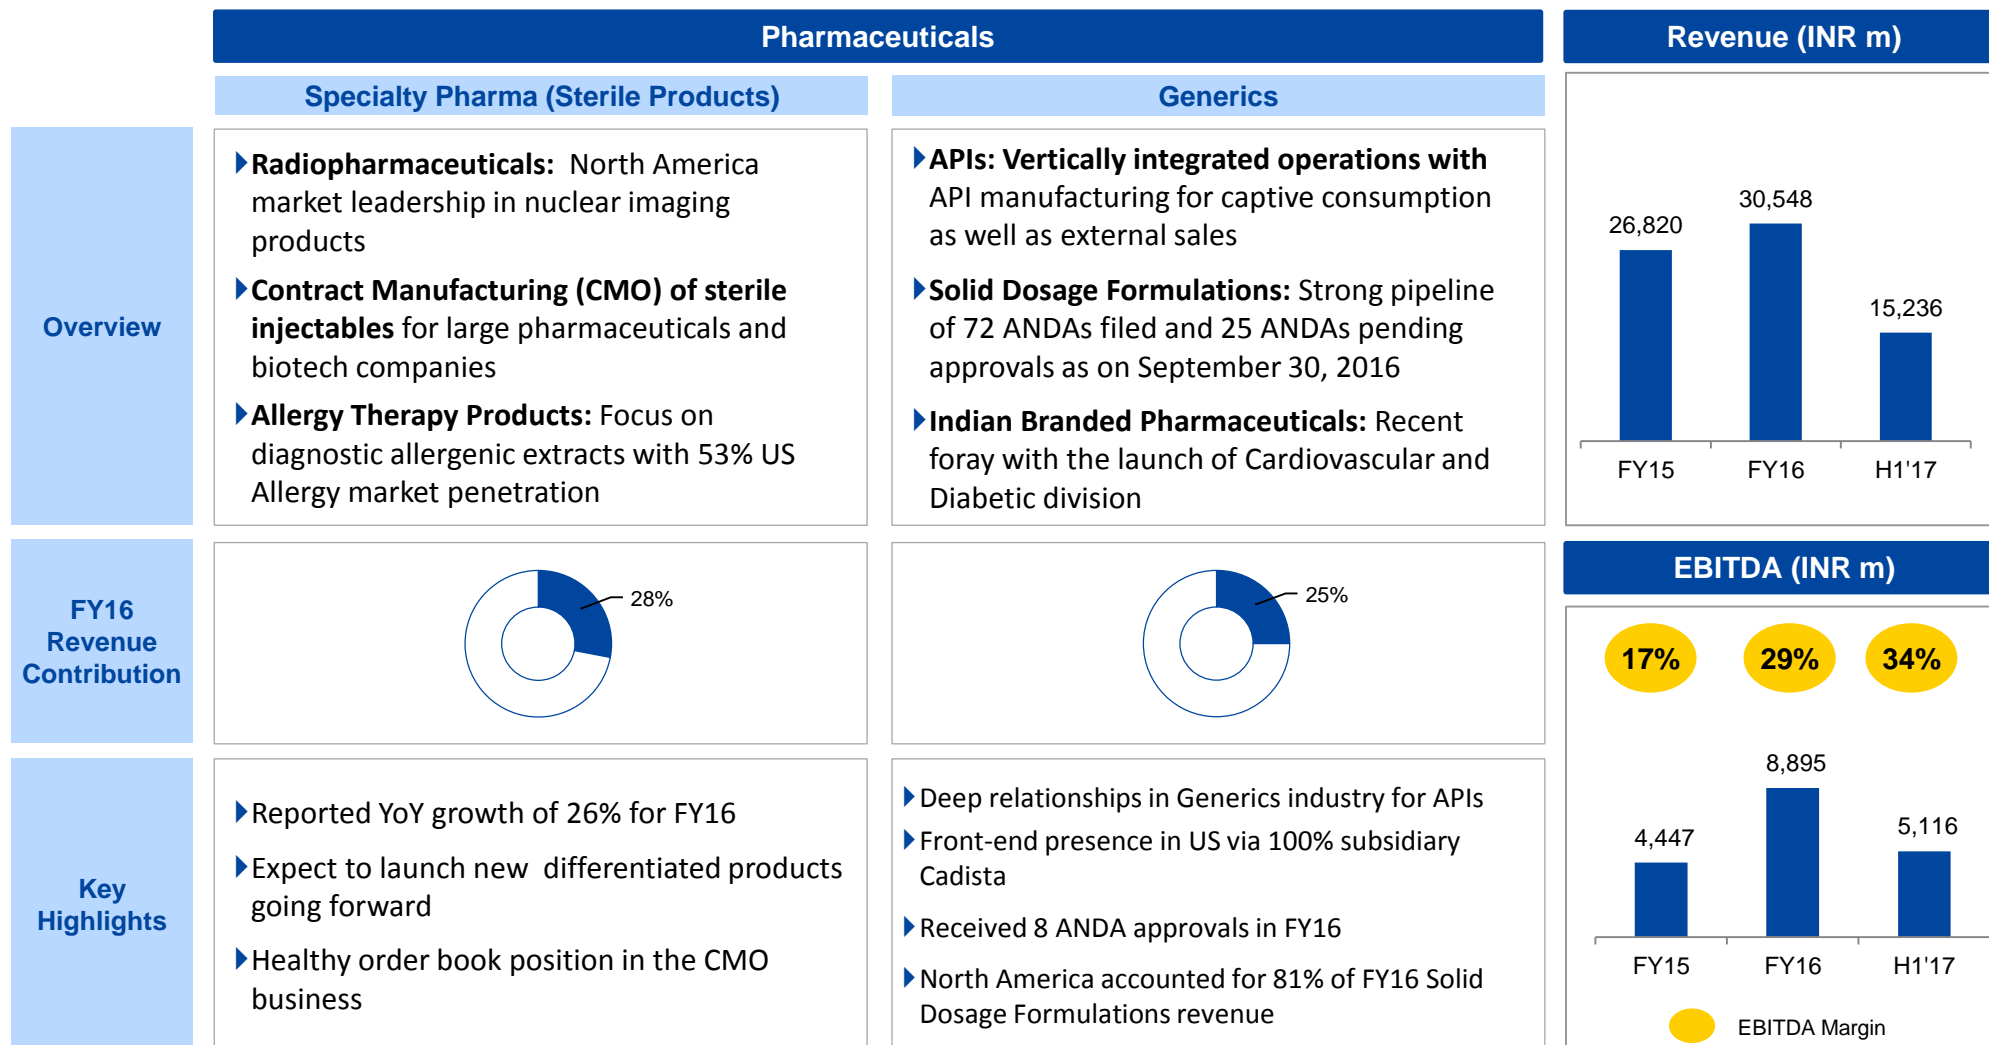 Pharmaceuticals
Specialty Pharma (Sterile Products)
Generics
Overview
Radiopharmaceuticals: North America
market leadership in nuclear imaging
products
Contract Manufacturing (CMO) of sterile
injectables for large pharmaceuticals and
biotech companies
Allergy Therapy Products: Focus on
diagnostic allergenic extracts with 53% US
Allergy market penetration
APIs: Vertically integrated operations with
API manufacturing for captive consumption
as well as external sales
Solid Dosage Formulations: Strong pipeline
of 72 ANDAs filed and 25 ANDAs pending
approvals as on September 30, 2016
Indian Branded Pharmaceuticals: Recent
foray with the launch of Cardiovascular and
Diabetic division
FY16
Revenue
Contribution
28%
25%
Key
Highlights
Reported YoY growth of 26% for FY16
Expect to launch new differentiated products
going forward
Healthy order book position in the CMO
business
Deep relationships in Generics industry for APIs
Front-end presence in US via 100% subsidiary
Cadista
Received 8 ANDA approvals in FY16
North America accounted for 81% of FY16 Solid
Dosage Formulations revenue
Revenue (INR m)
26,820
30,548
15,236
FY15
FY16
H1'17
EBITDA (INR m)
17%
29%
34%
4,447
8,895
5,116
FY15
FY16
H1'17
EBITDA Margin